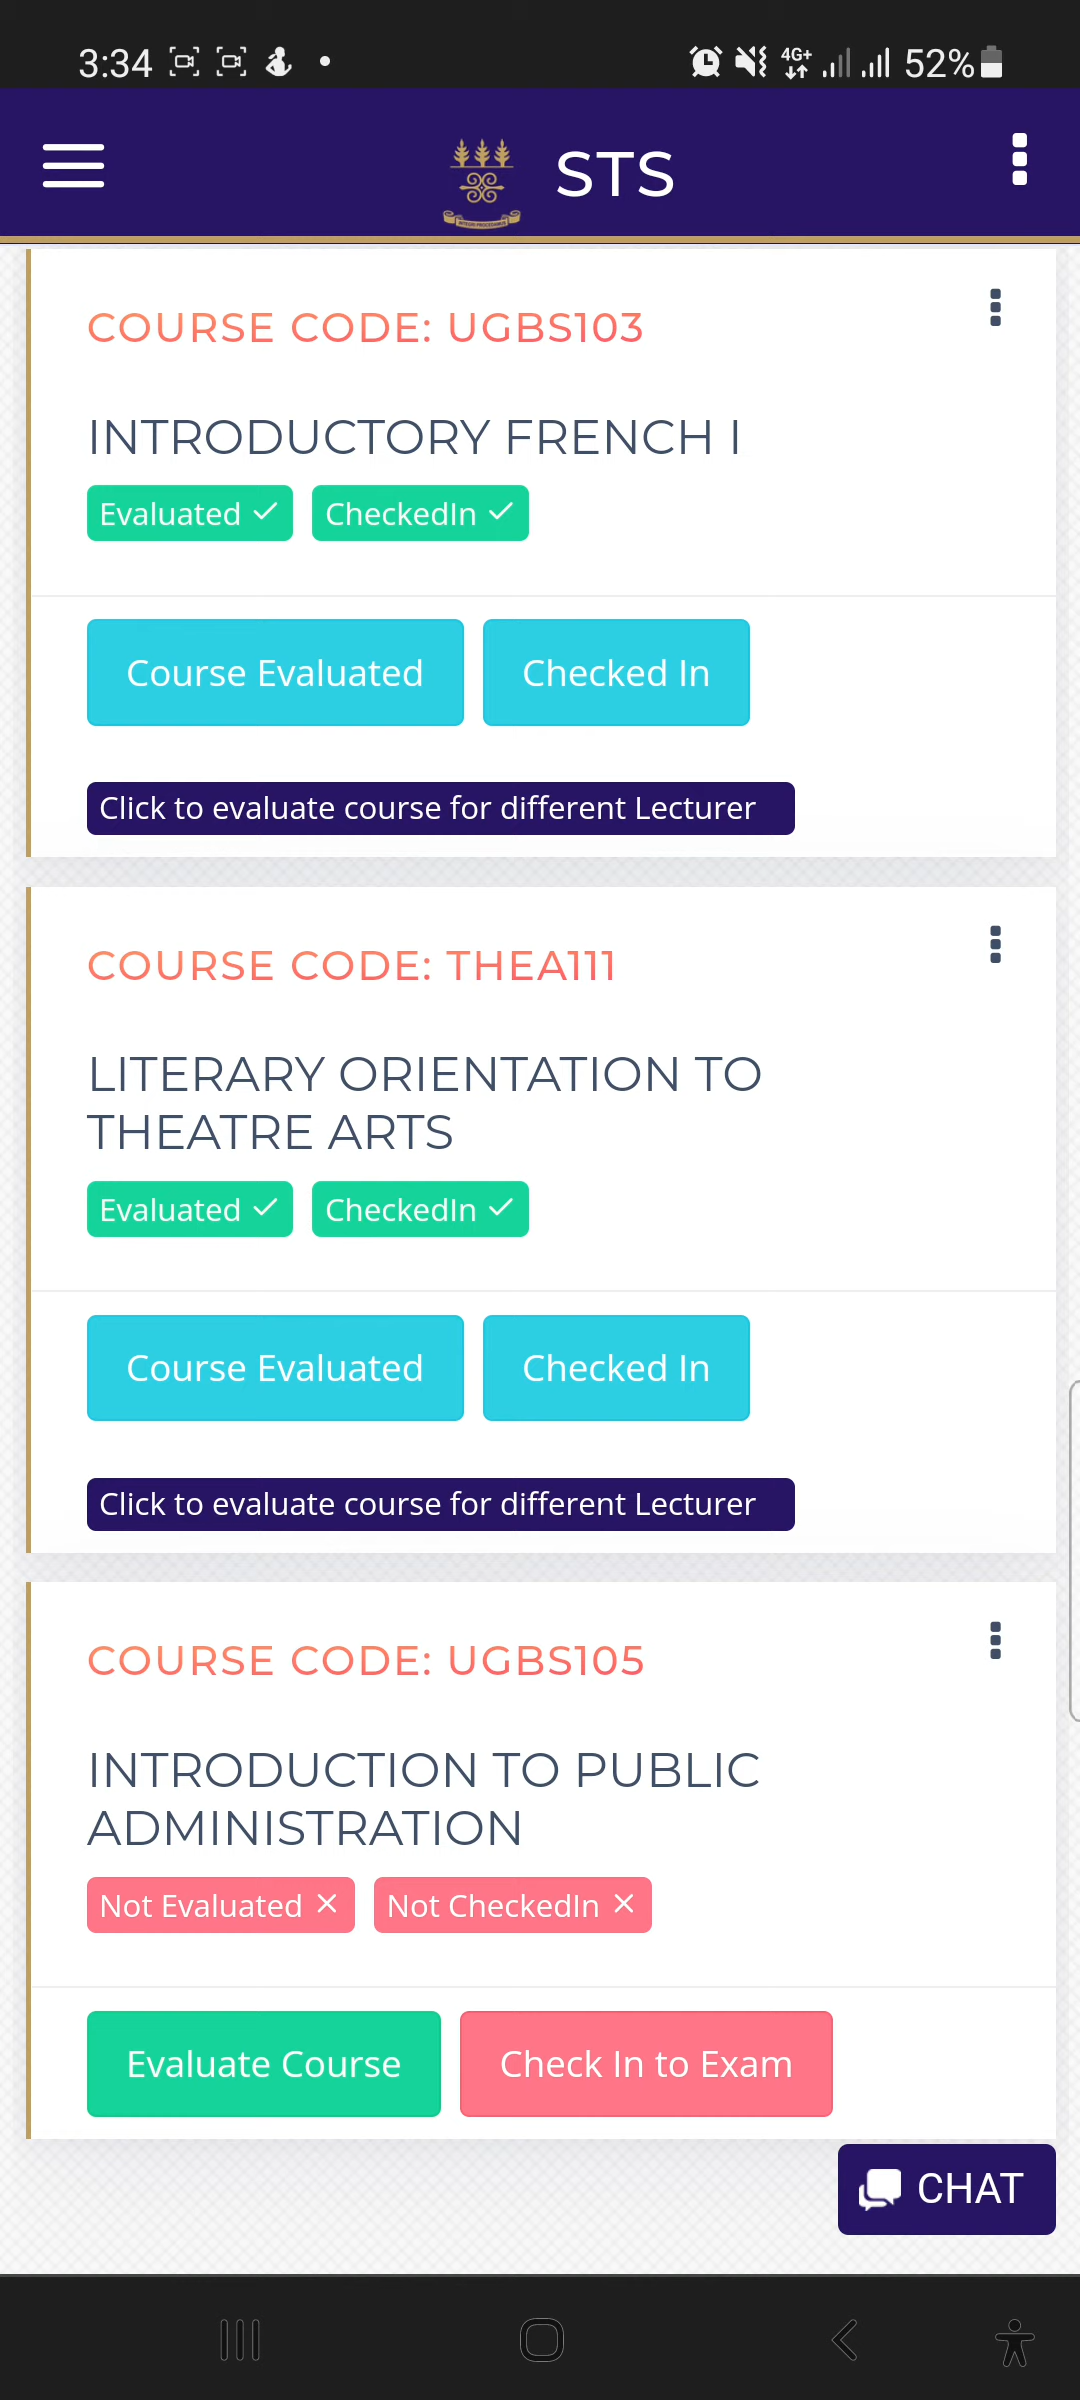 3:34
4G+
52%
STS
COURSE CODE: UGBS103
INTRODUCTORY FRENCH I
Evaluated CheckedIn
Course Evaluated Checked In
Click to evaluate course for different Lecturer
COURSE CODE: THEA111
LITERARY ORIENTATION TO
THEATRE ARTS
Evaluated CheckedIn
Course Evaluated Checked In
Click to evaluate course for different Lecturer
COURSE CODE: UGBS105
INTRODUCTION TO PUBLIC
ADMINISTRATION
Not Evaluated Not CheckedIn
Evaluate Course Check In to Exam
CHAT